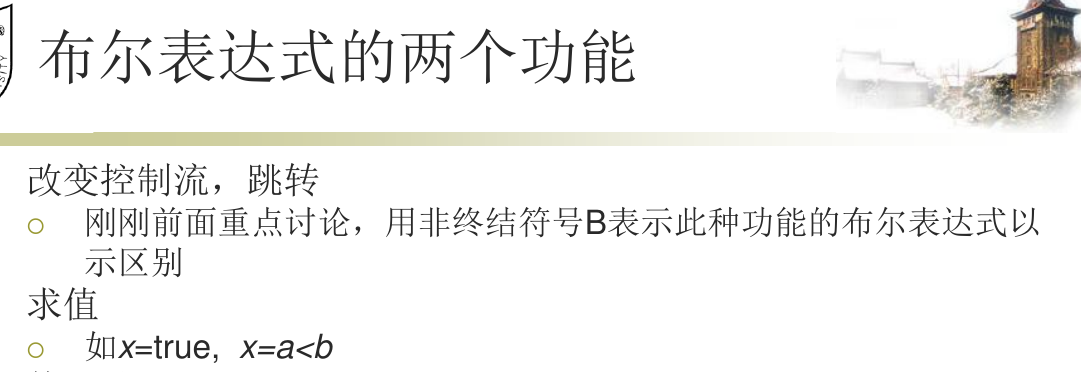 布尔表达式的两个功能
改变控制流，跳转
刚刚前面重点讨论，用非终结符号B表示此种功能的布尔表达式以
示区别
求值
如x=true, x=a<b